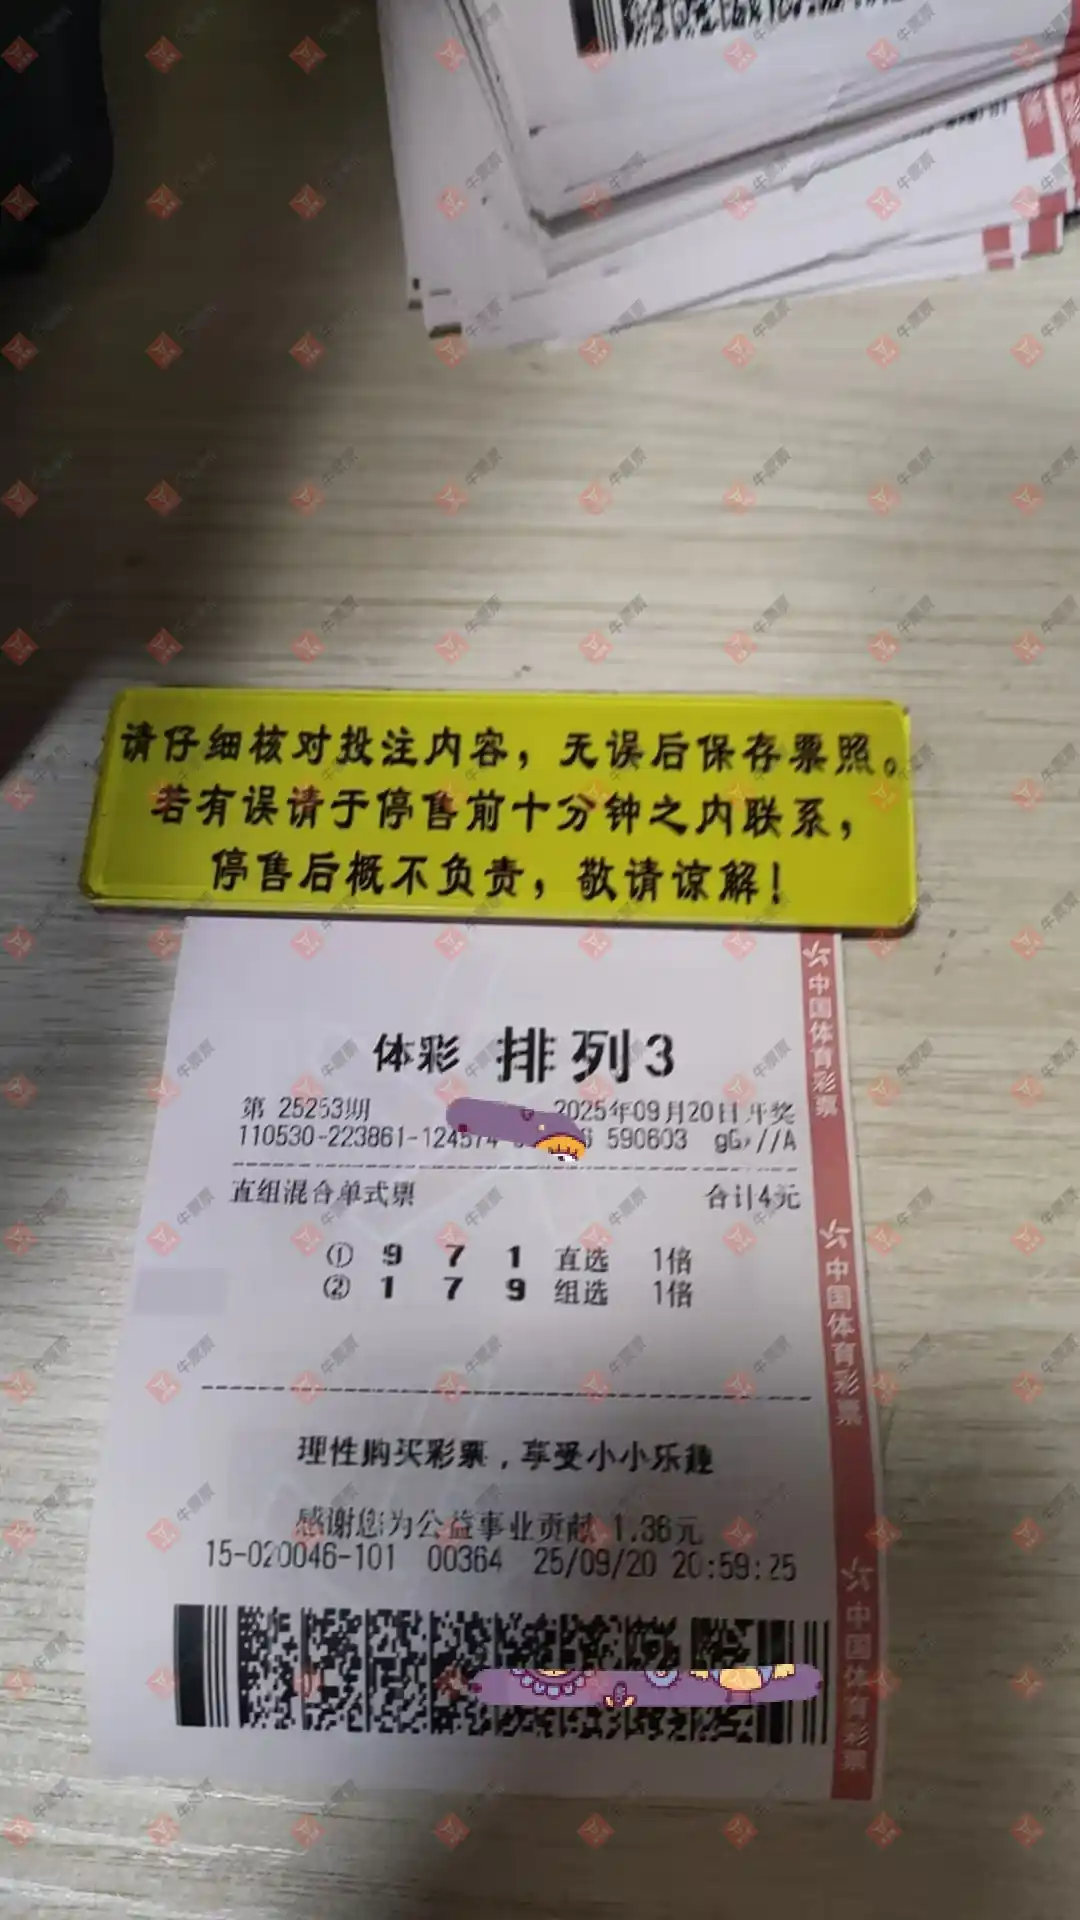 请仔细核对投注内容，无误后保存票照。
若有误请于停售前十分钟之内联系，
停售后概不负责，敬请谅解！
体彩 排列3
第 25253期 2025年09月20日开奖
110530-223861-124574 590603 //A
直组混合单式票 合计4元
① 9 7 1 直选 1倍
② 1 7 9 组选 1倍
理性购买彩票，享受小小乐趣
感谢您为公益事业贡献 1.36元
15-020046-101 00364 25/09/20 20:59:25
中国体育彩票
中国体育彩票
中国体育彩票
牛票票